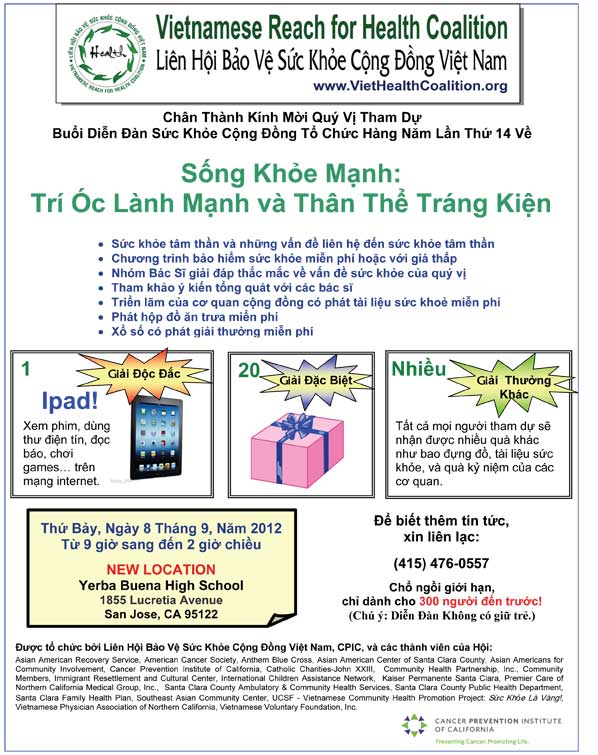 LIÊN HỘI BẢO VỆ SỨC KHỎE CỘNG ĐỒNG VIỆT NAM
Health
VIETNAMESE REACH FOR HEALTH COALITION
Vietnamese Reach for Health Coalition
Liên Hội Bảo Vệ Sức Khỏe Cộng Đồng Việt Nam
www.VietHealthCoalition.org
Chân Thành Kính Mời Quý Vị Tham Dự
Buổi Diễn Đàn Sức Khỏe Cộng Đồng Tổ Chức Hàng Năm Lần Thứ 14 Về
Sống Khỏe Mạnh:
Trí Óc Lành Mạnh và Thân Thể Tráng Kiện
• Sức khỏe tâm thần và những vấn đề liên hệ đến sức khỏe tâm thần
• Chương trình bảo hiểm sức khỏe miễn phí hoặc với giá thấp
• Nhóm Bác Sĩ giải đáp thắc mắc về vấn đề sức khỏe của quý vị
• Tham khảo ý kiến tổng quát với các bác sĩ
• Triển lãm của cơ quan cộng đồng có phát tài liệu sức khoẻ miễn phí
• Phát hộp đồ ăn trưa miễn phí
• Xổ số có phát giải thưởng miễn phí
1
Giải Độc Đắc
Ipad!
Xem phim, dùng
thư điện tín, đọc
báo, chơi
games… trên
mạng internet.
20
Giải Đặc Biệt
Nhiều
Giải Thưởng
Khác
Tất cả mọi người tham dự sẽ
nhận được nhiều quà khác
như bao đựng đồ, tài liệu sức
khỏe, và quà kỷ niệm của các
cơ quan.
Thứ Bảy, Ngày 8 Tháng 9, Năm 2012
Từ 9 giờ sang đến 2 giờ chiều
NEW LOCATION
Yerba Buena High School
1855 Lucretia Avenue
San Jose, CA 95122
Để biết thêm tin tức,
xin liên lạc:
(415) 476-0557
Chổ ngồi giới hạn,
chỉ dành cho 300 người đến trước!
(Chú ý: Diễn Đàn Không có giữ trẻ.)
Được tổ chức bởi Liên Hội Bảo Vệ Sức Khỏe Cộng Đồng Việt Nam, CPIC, và các thành viên của Hội:
Asian American Recovery Service, American Cancer Society, Anthem Blue Cross. Asian American Center of Santa Clara County, Asian Americans for
Community Involvement, Cancer Prevention Institute of California, Catholic Charities-John XXIII, Community Health Partnership, Inc., Community
Members, Immigrant Resettlement and Cultural Center, International Children Assistance Network, Kaiser Permanente Santa Clara, Premier Care of
Northern California Medical Group, Inc., Santa Clara County Ambulatory & Community Health Services, Santa Clara County Public Health Department,
Santa Clara Family Health Plan, Southeast Asian Community Center, UCSF - Vietnamese Community Health Promotion Project: Sức Khỏe Là Vàng!,
Vietnamese Physician Association of Northern California, Vietnamese Voluntary Foundation, Inc.
CANCER PREVENTION INSTITUTE
OF CALIFORNIA
Preventing Cancer. Promoting Life.